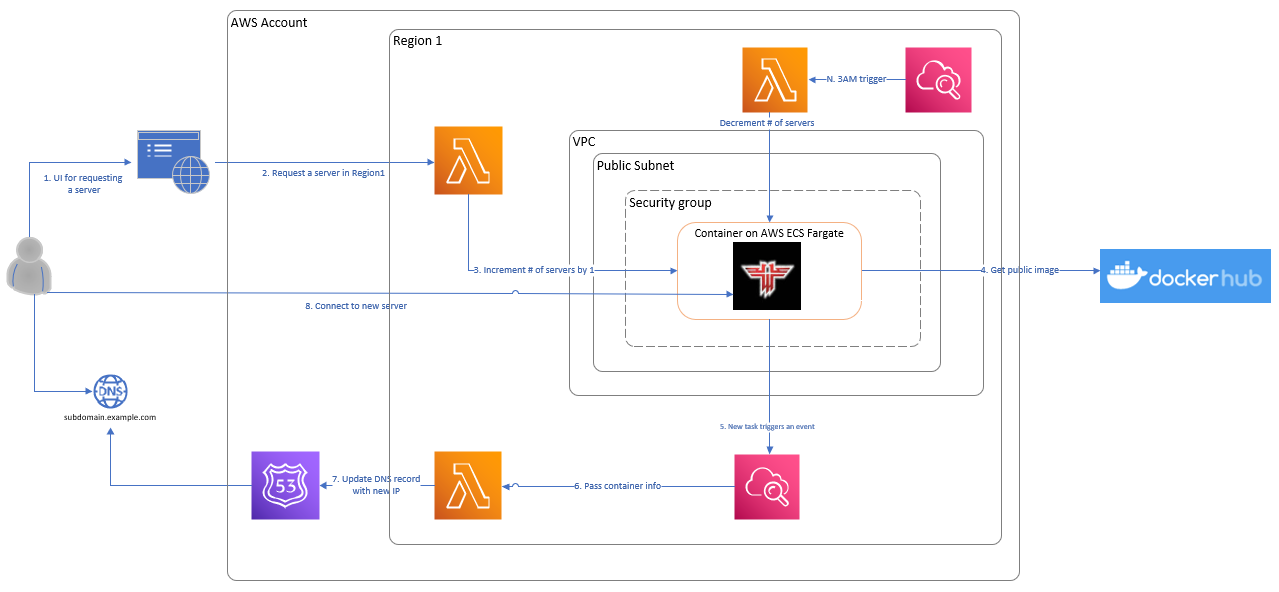 AWS Account
Region 1
N. 3AM trigger
Decrement # of servers
VPC
Public Subnet
Security group
Container on AWS ECS Fargate
1. UI for requesting
a server
2. Request a server in Region1
3. Increment # of servers by 1
4. Get public image
dockerhub
8. Connect to new server
DNS
subdomain.example.com
5. New task triggers an event
53
7. Update DNS record
with new IP
6. Pass container info